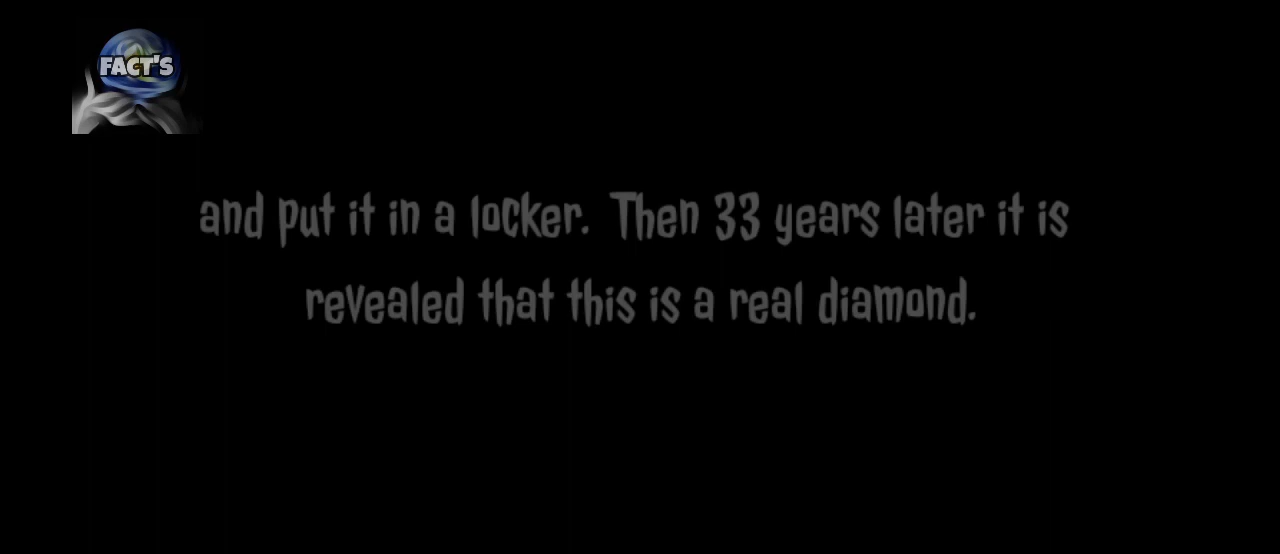 FACT'S
and put it in a locker. Then 33 years later it is
revealed that this is a real diamond.